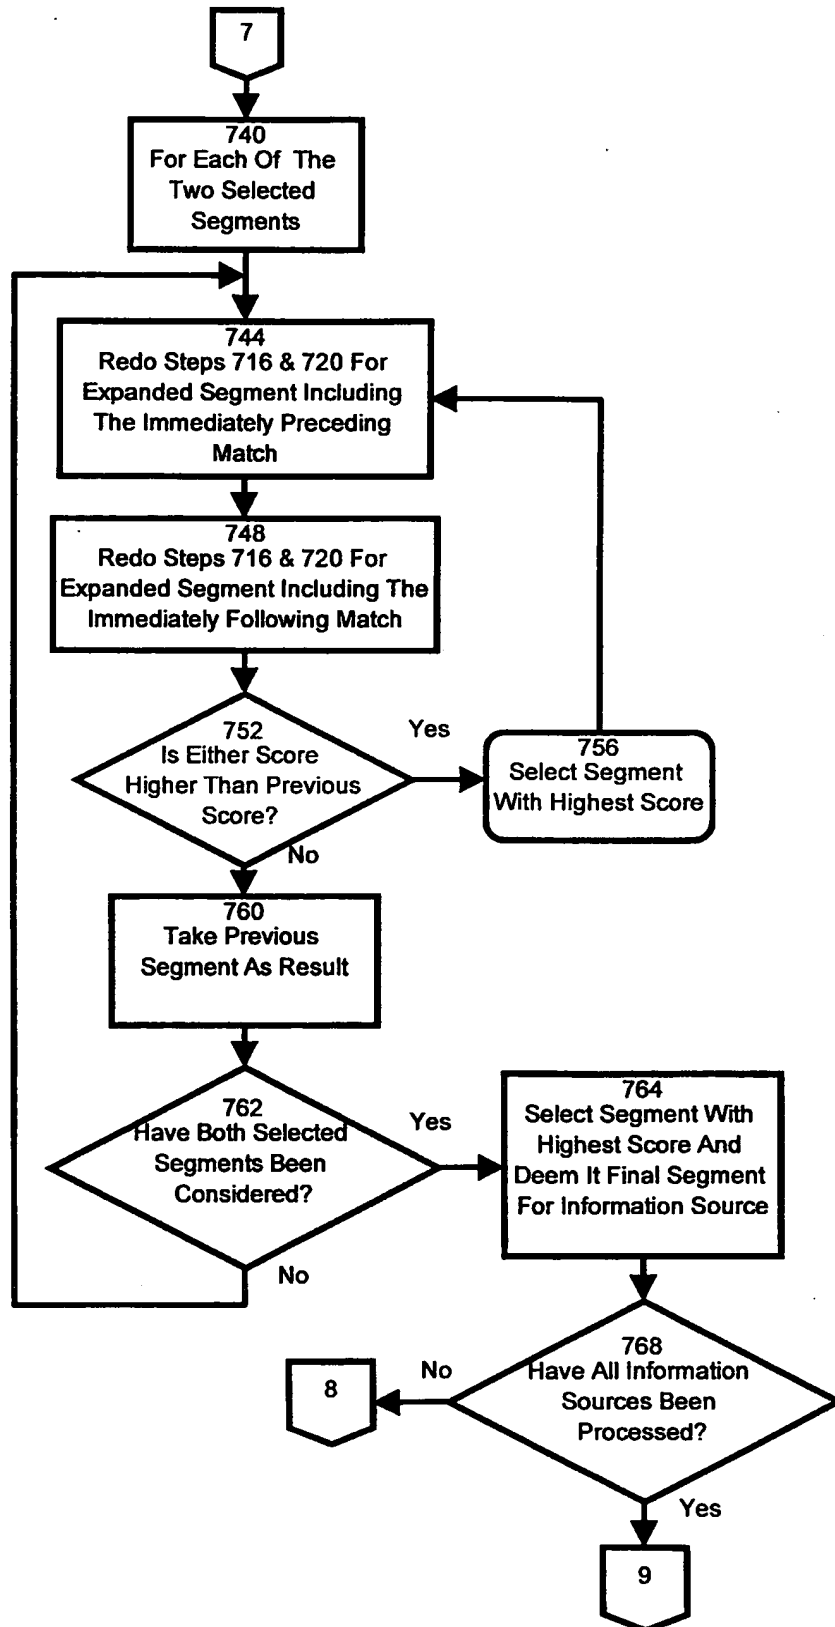 7
740
For Each Of The
Two Selected
Segments
744
Redo Steps 716 & 720 For
Expanded Segment Including
The Immediately Preceding
Match
748
Redo Steps 716 & 720 For
Expanded Segment Including The
Immediately Following Match
752
Is Either Score
Higher Than Previous
Score?
Yes
756
Select Segment
With Highest Score
No
760
Take Previous
Segment As Result
762
Have Both Selected
Segments Been
Considered?
Yes
764
Select Segment With
Highest Score And
Deem It Final Segment
For Information Source
No
768
Have All Information
Sources Been
Processed?
No
8
Yes
9